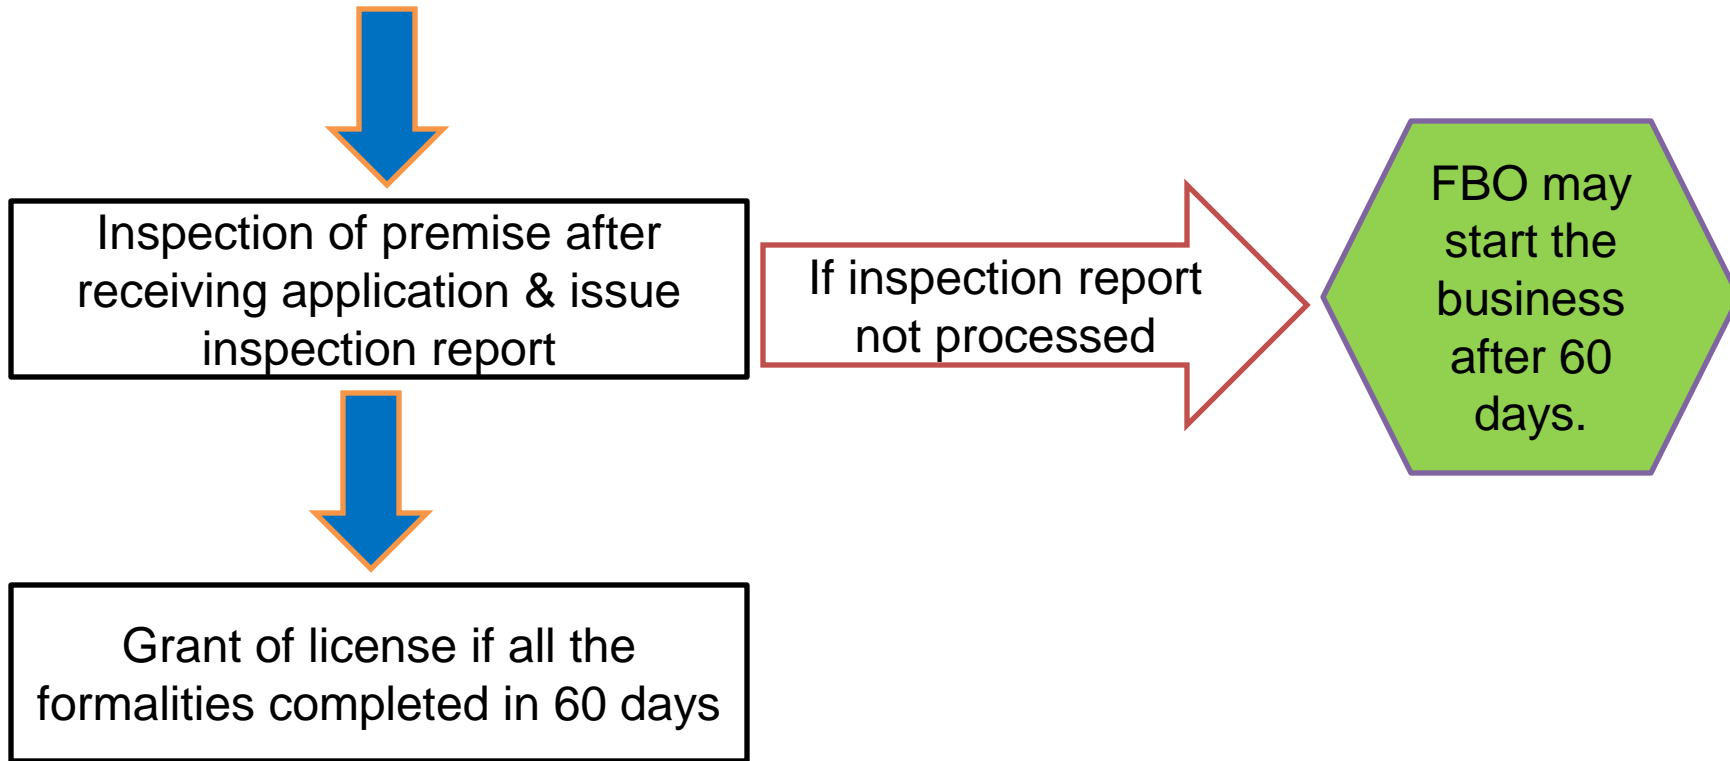 Inspection of premise after
receiving application & issue
inspection report
If inspection report
not processed
FBO may
start the
business
after 60
days.
Grant of license if all the
formalities completed in 60 days